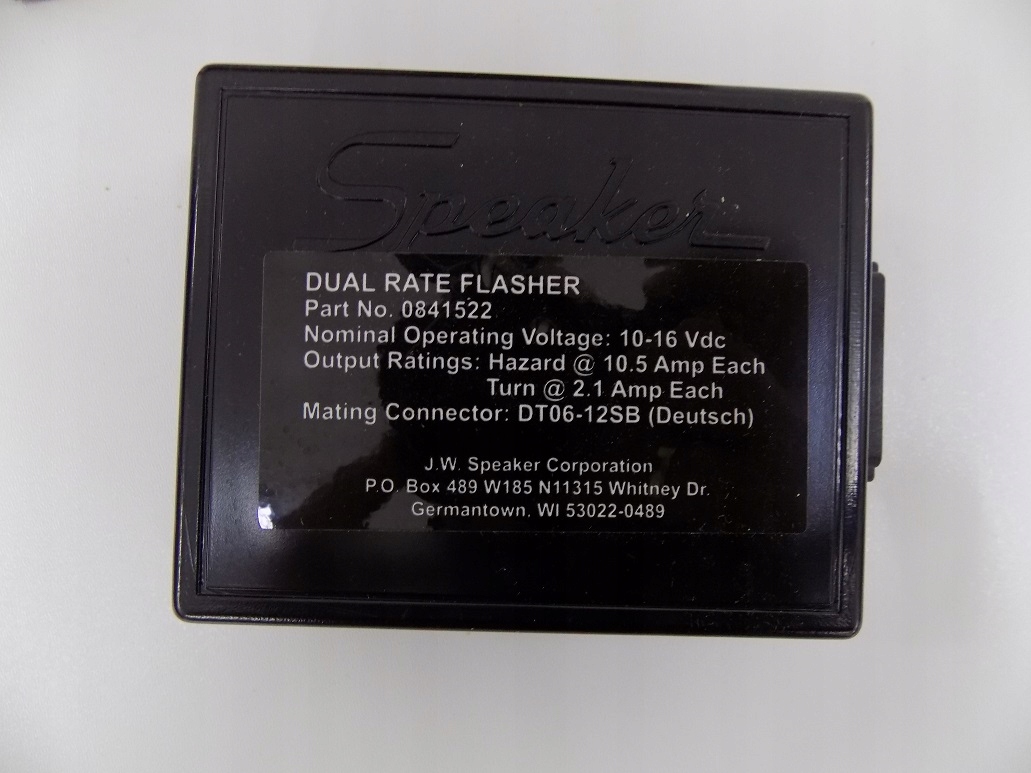 Speaker
DUAL RATE FLASHER
Part No. 0841522
Nominal Operating Voltage: 10-16 Vdc
Output Ratings: Hazard @ 10.5 Amp Each
Turn @ 2.1 Amp Each
Mating Connector: DT06-12SB (Deutsch)
J.W. Speaker Corporation
P.O. Box 489 W185 N11315 Whitney Dr.
Germantown, WI 53022-0489